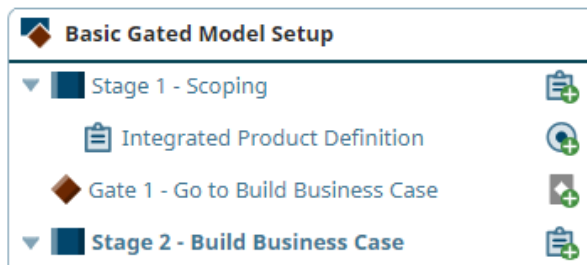 Basic Gated Model Setup
Stage 1 - Scoping
Integrated Product Definition
Gate 1 - Go to Build Business Case
Stage 2 - Build Business Case